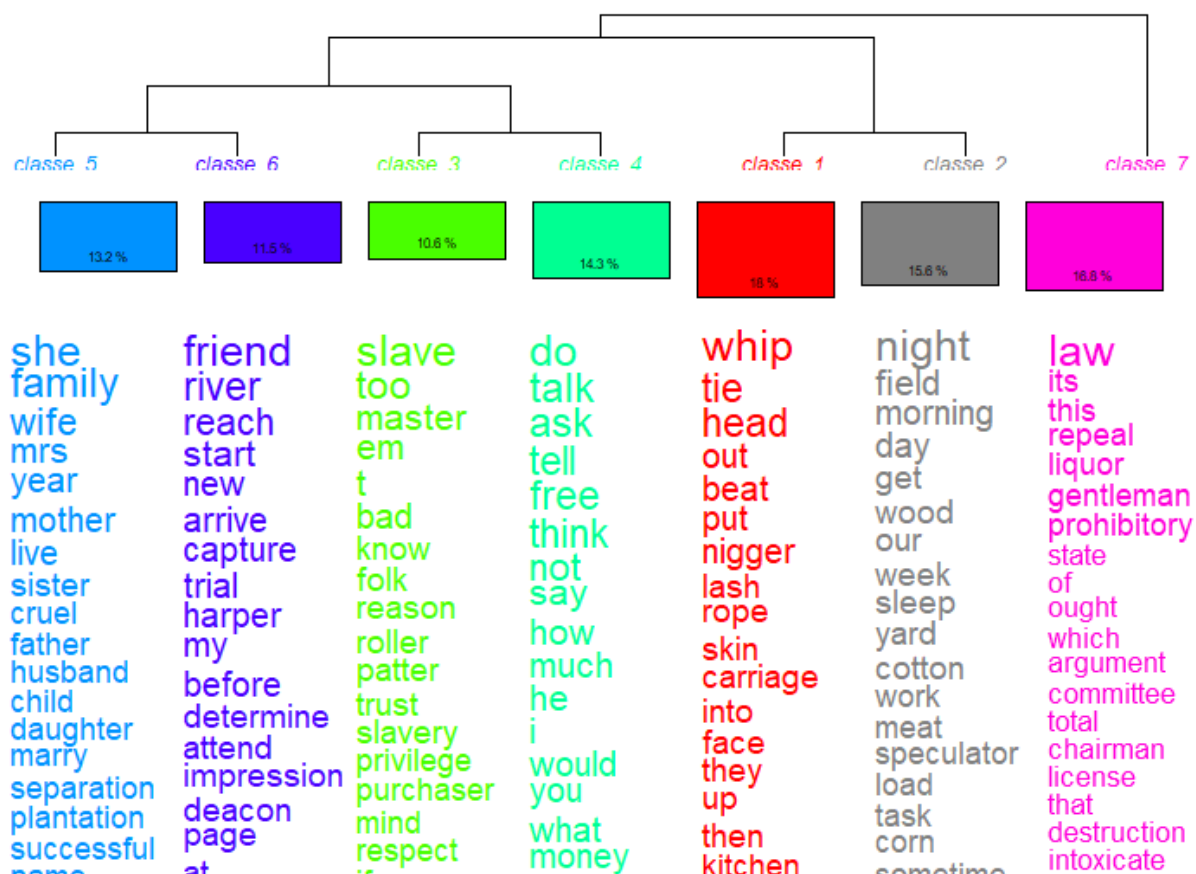 classe 5 classe 6 classe 3 classe 4 classe 1 classe 2 classe 7
13.2 % 11.5 % 10.6 % 14.3 % 18 % 15.6 % 16.8 %
she
family
wife
mrs
year
mother
live
sister
cruel
father
husband
child
daughter
marry
separation
plantation
successful
name
friend
river
reach
start
new
arrive
capture
trial
harper
my
before
determine
attend
impression
deacon
page
at
slave
too
master
em
t
bad
know
folk
reason
roller
patter
trust
slavery
privilege
purchaser
mind
respect
if
do
talk
ask
tell
free
think
not
say
how
much
he
i
would
you
what
money
whip
tie
head
out
beat
put
nigger
lash
rope
skin
carriage
into
face
they
up
then
kitchen
night
field
morning
day
get
wood
our
week
sleep
yard
cotton
work
meat
speculator
load
task
corn
sometime
law
its
this
repeal
liquor
gentleman
prohibitory
state
of
ought
which
argument
committee
total
chairman
license
that
destruction
intoxicate